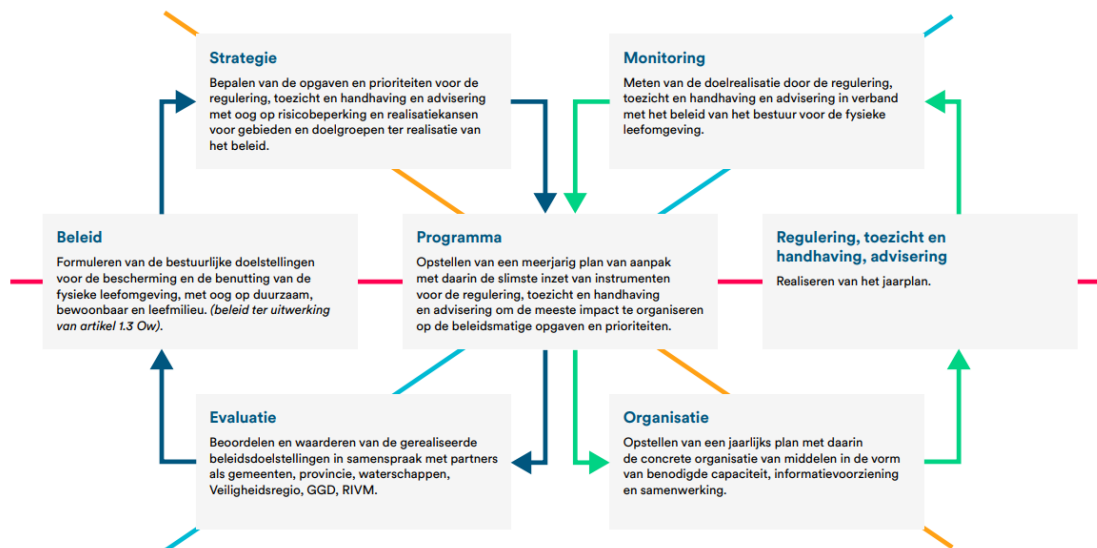 Strategie
Bepalen van de opgaven en prioriteiten voor de
regulering, toezicht en handhaving en advisering
met oog op risicobeperking en realisatiekansen
voor gebieden en doelgroepen ter realisatie van
het beleid.
Monitoring
Meten van de doelrealisatie door de regulering,
toezicht en handhaving en advisering in verband
met het beleid van het bestuur voor de fysieke
leefomgeving.
Beleid
Formuleren van de bestuurlijke doelstellingen
voor de bescherming en de benutting van de
fysieke leefomgeving, met oog op duurzaam,
bewoonbaar en leefmilieu. (beleid ter uitwerking
van artikel 1.3 Ow).
Programma
Opstellen van een meerjarig plan van aanpak
met daarin de slimste inzet van instrumenten
voor de regulering, toezicht en handhaving
en advisering om de meeste impact te organiseren
op de beleidsmatige opgaven en prioriteiten.
Regulering, toezicht en
handhaving, advisering
Realiseren van het jaarplan.
Evaluatie
Beoordelen en waarderen van de gerealiseerde
beleidsdoelstellingen in samenspraak met partners
als gemeenten, provincie, waterschappen,
Veiligheidsregio, GGD, RIVM.
Organisatie
Opstellen van een jaarlijks plan met daarin
de concrete organisatie van middelen in de vorm
van benodigde capaciteit, informatievoorziening
en samenwerking.